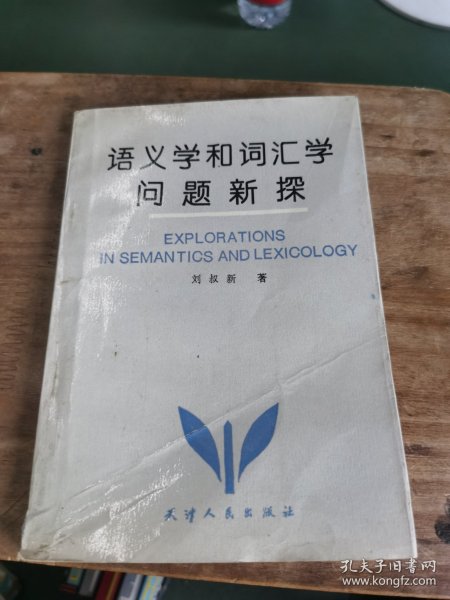 语义学和词汇学
问题新探
EXPLORATIONS
IN SEMANTICS AND LEXICOLOGY
刘叔新 著
天津人民出版社
孔夫子旧书网
www.kongfz.com